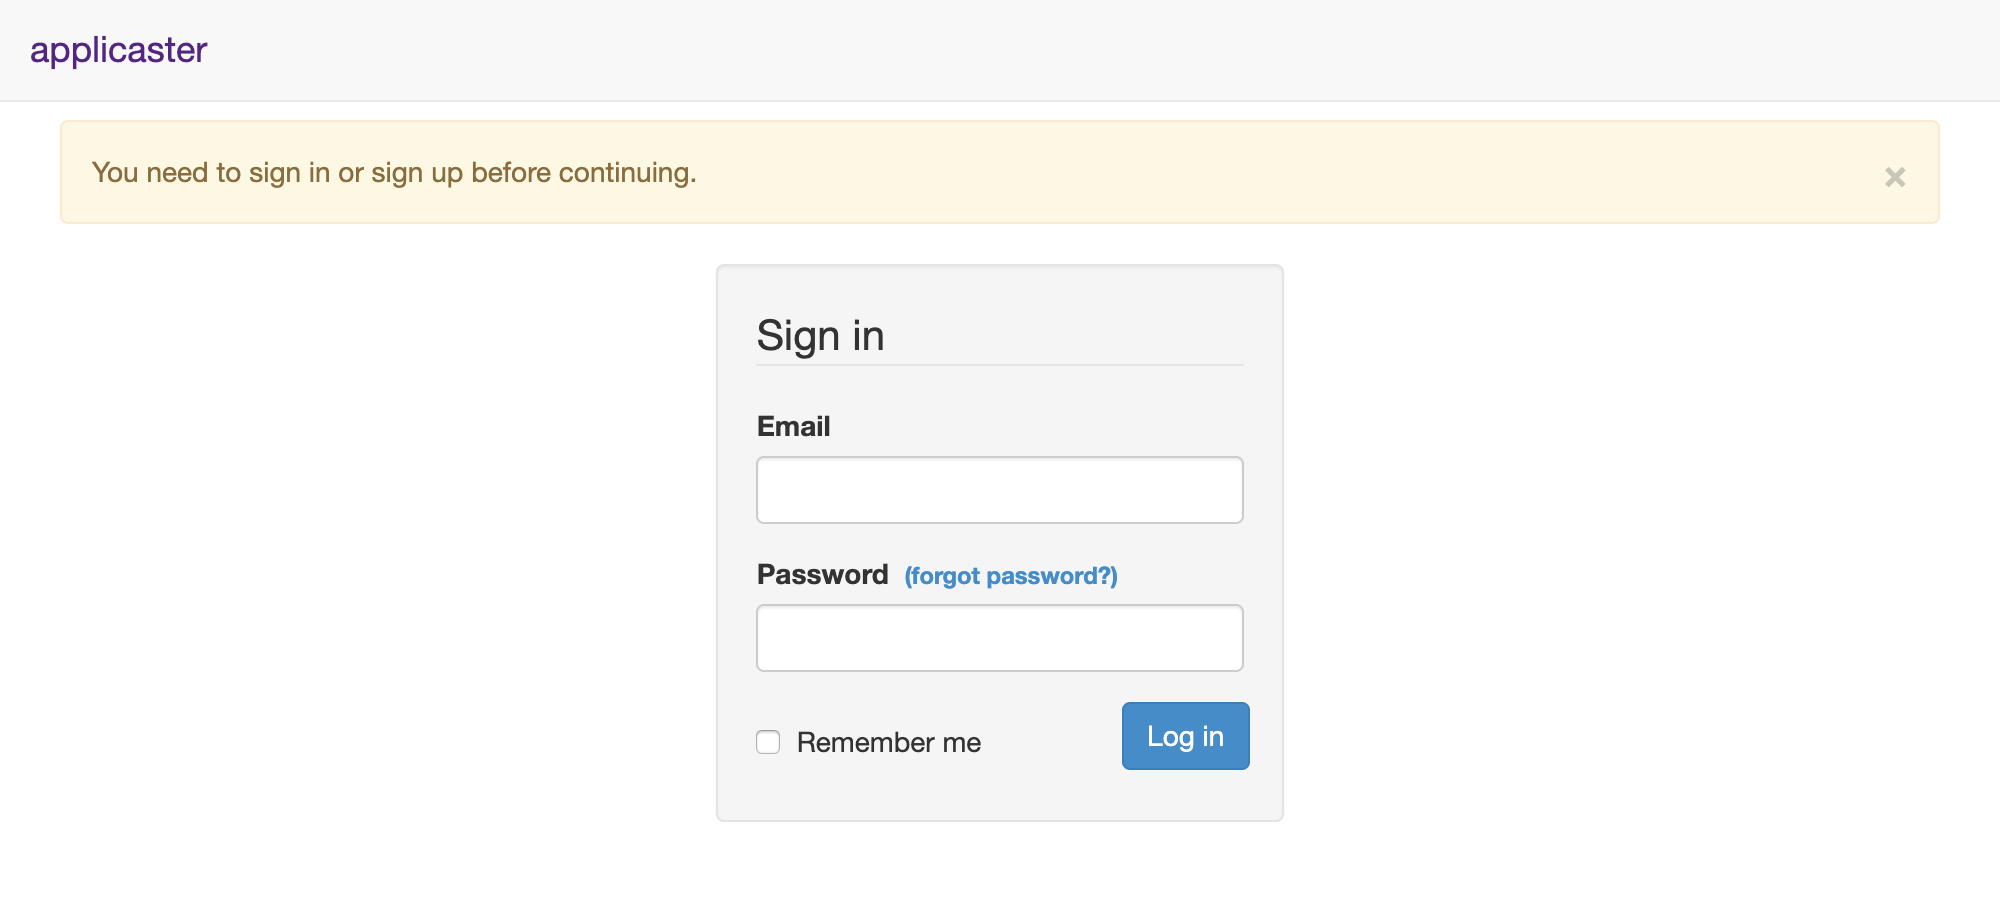 applicaster
You need to sign in or sign up before continuing.
×
Sign in
Email
Password (forgot password?)
Remember me
Log in